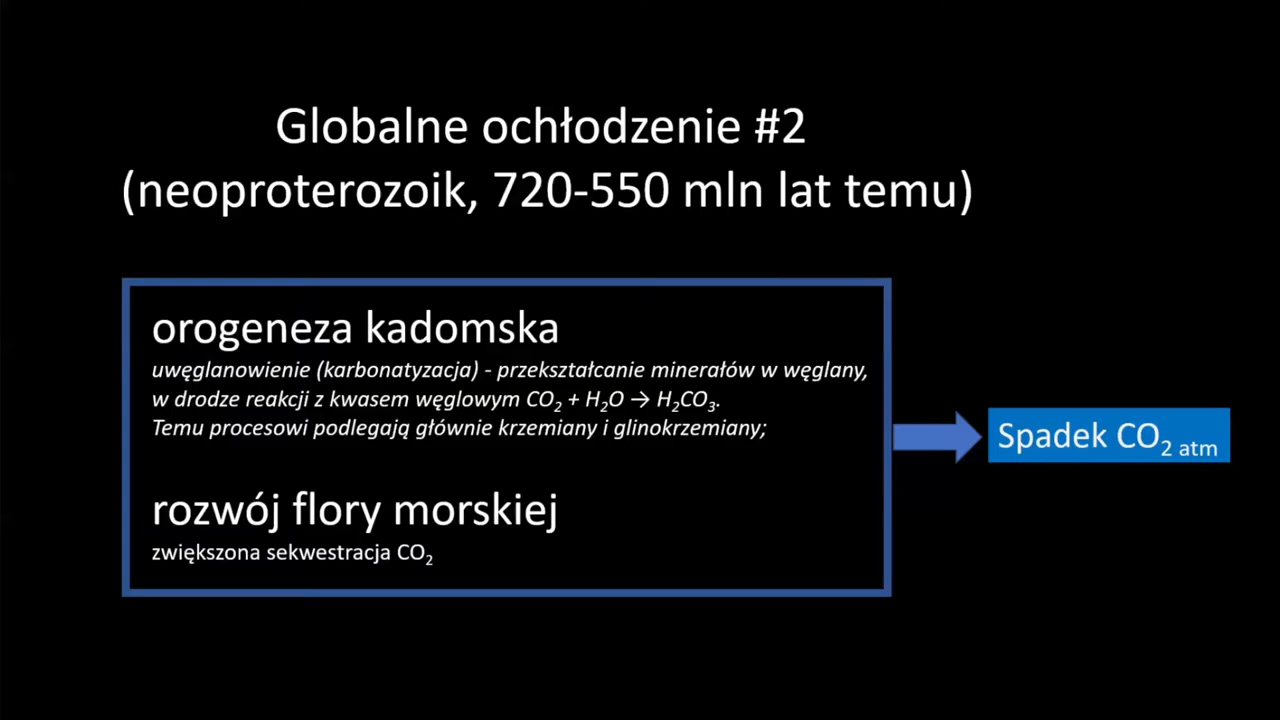 Globalne ochłodzenie #2
(neoproterozoik, 720-550 mln lat temu)
orogeneza kadomska
uwęglanowienie (karbonatyzacja) - przekształcanie minerałów w węglany,
w drodze reakcji z kwasem węglowym CO₂ + H₂O → H₂CO₃.
Temu procesowi podlegają głównie krzemiany i glinokrzemiany;
rozwój flory morskiej
zwiększona sekwestracja CO₂
Spadek CO₂ ₐₜₘ